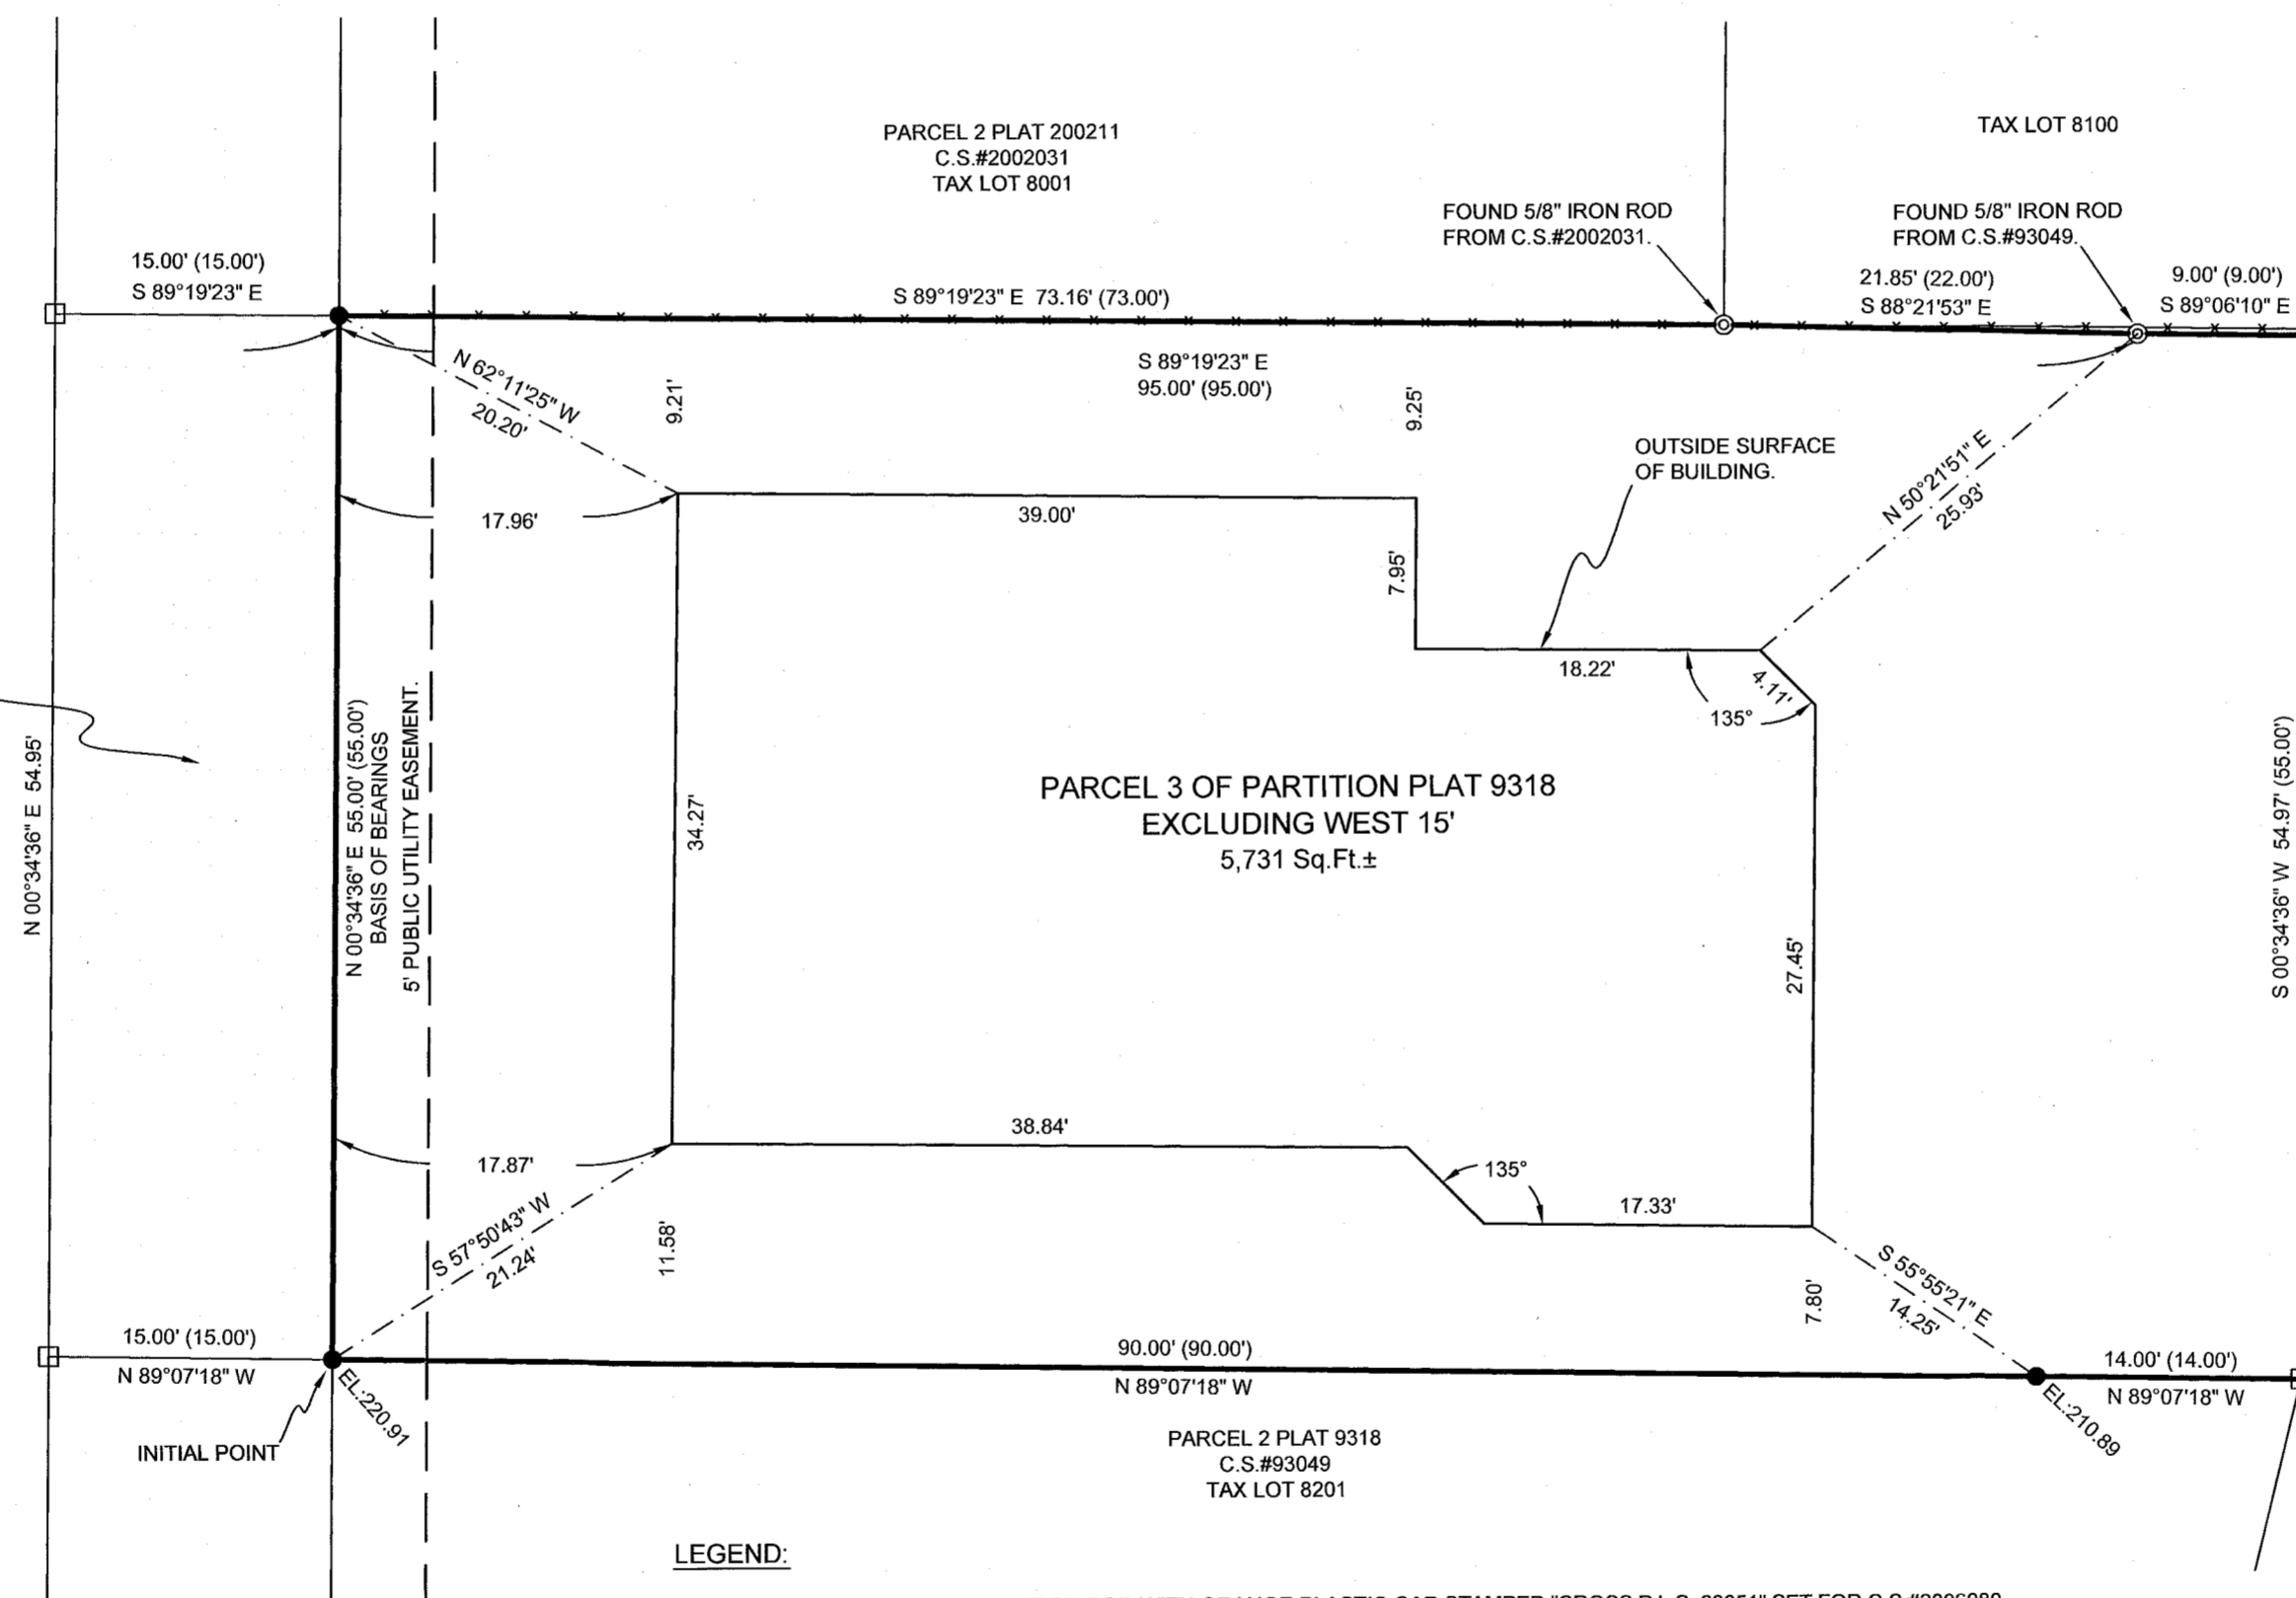 PARCEL 2 PLAT 200211
C.S.#2002031
TAX LOT 8001
TAX LOT 8100
FOUND 5/8" IRON ROD
FROM C.S.#2002031.
FOUND 5/8" IRON ROD
FROM C.S.#93049.
15.00' (15.00')
S 89°19'23" E
S 89°19'23" E 73.16' (73.00')
21.85' (22.00')
S 88°21'53" E
9.00' (9.00')
S 89°06'10" E
S 89°19'23" E
95.00' (95.00')
N 62°11'25" W
20.20'
9.21'
9.25'
OUTSIDE SURFACE
OF BUILDING.
N 50°21'51" E
25.93'
17.96'
39.00'
7.95'
18.22'
4.11'
135°
N 00°34'36" E 54.95'
N 00°34'36" E 55.00' (55.00')
BASIS OF BEARINGS
5' PUBLIC UTILITY EASEMENT.
34.27'
PARCEL 3 OF PARTITION PLAT 9318
EXCLUDING WEST 15'
5,731 Sq.Ft.±
27.45'
S 00°34'36" W 54.97' (55.00')
38.84'
17.87'
135°
17.33'
S 57°50'43" W
21.24'
11.58'
7.80'
S 55°55'21" E
14.25'
15.00' (15.00')
N 89°07'18" W
90.00' (90.00')
N 89°07'18" W
14.00' (14.00')
N 89°07'18" W
EL:220.91
EL:210.89
INITIAL POINT
PARCEL 2 PLAT 9318
C.S.#93049
TAX LOT 8201
LEGEND: